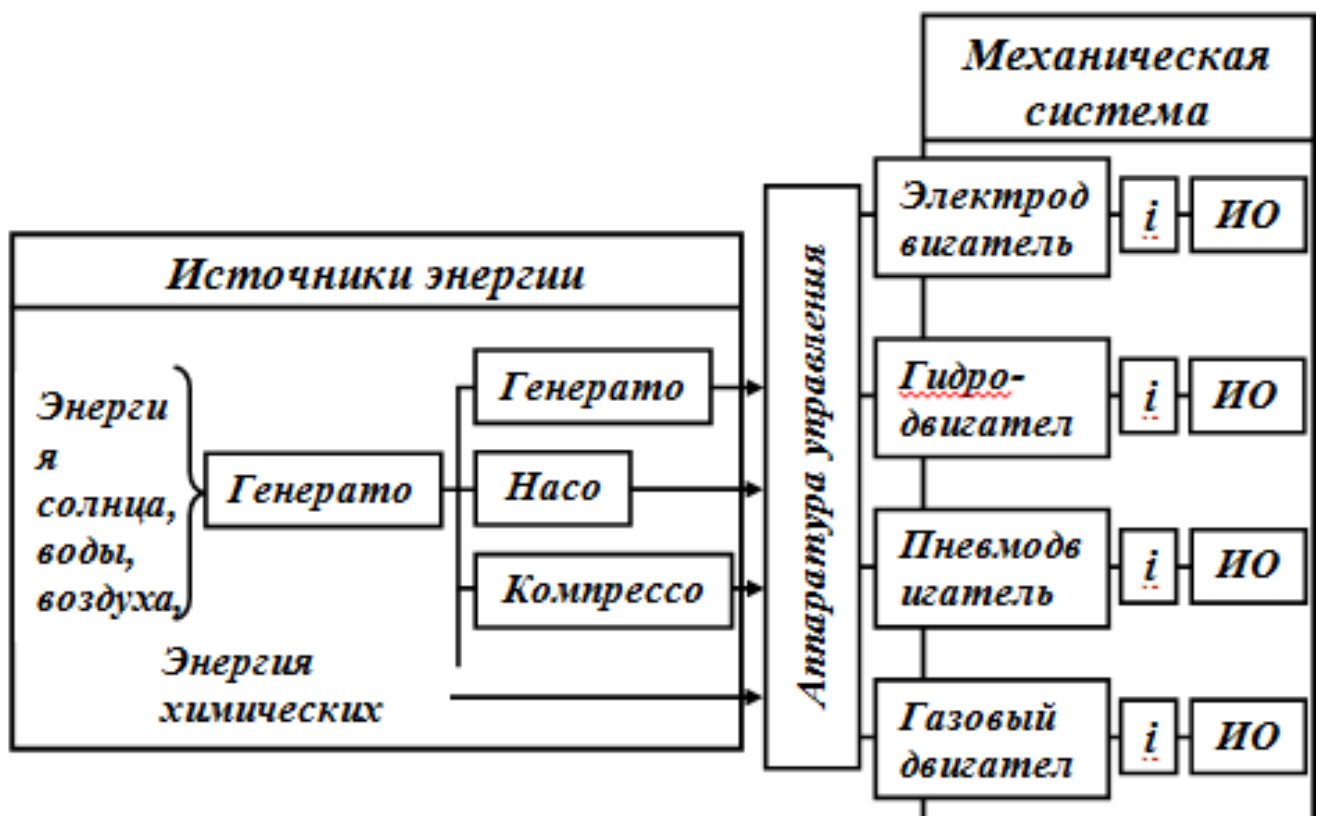 Механическая
система
Источники энергии
Энерги
я
солнца,
воды,
воздуха,
Генерато
Генерато
Насо
Компрессо
Энергия
химических
Аппаратура управления
Электрод
вигатель
i
ИО
Гидро-
двигател
i
ИО
Пневмодв
игатель
i
ИО
Газовый
двигател
i
ИО